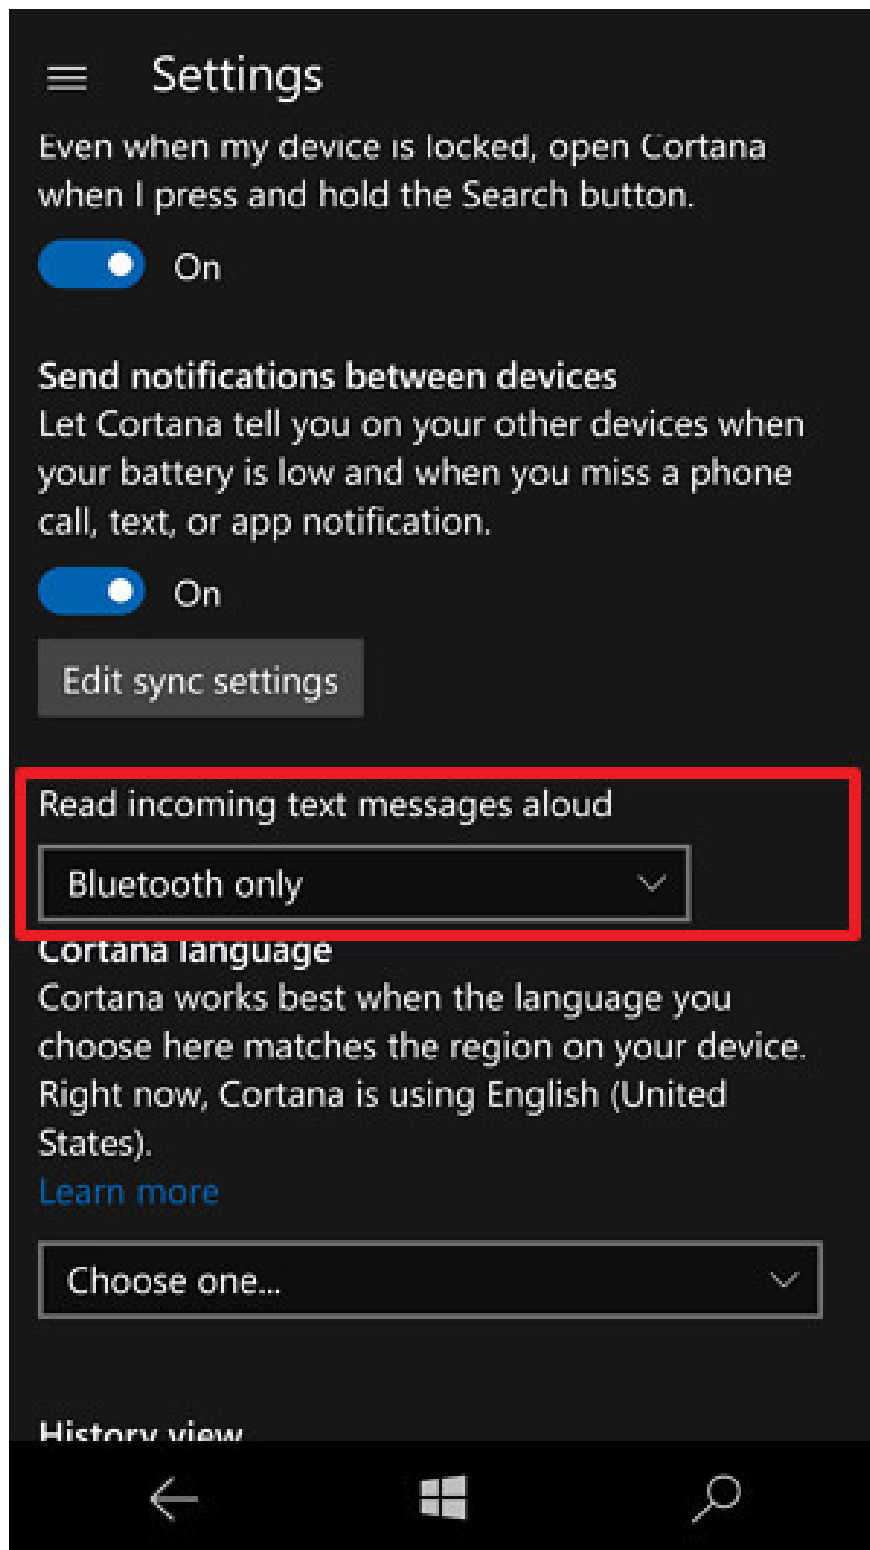 Settings
Even when my device is locked, open Cortana
when I press and hold the Search button.
On
Send notifications between devices
Let Cortana tell you on your other devices when
your battery is low and when you miss a phone
call, text, or app notification.
On
Edit sync settings
Read incoming text messages aloud
Bluetooth only
Cortana language
Cortana works best when the language you
choose here matches the region on your device.
Right now, Cortana is using English (United
States).
Learn more
Choose one...
History view